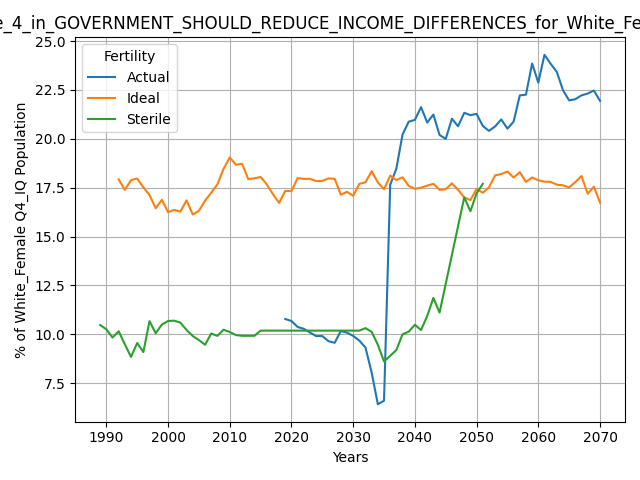 e_4_in_GOVERNMENT_SHOULD_REDUCE_INCOME_DIFFERENCES_for_White_Fe
Fertility
Actual
Ideal
Sterile
% of White_Female Q4_IQ Population
25.0
22.5
20.0
17.5
15.0
12.5
10.0
7.5
1990 2000 2010 2020 2030 2040 2050 2060 2070
Years